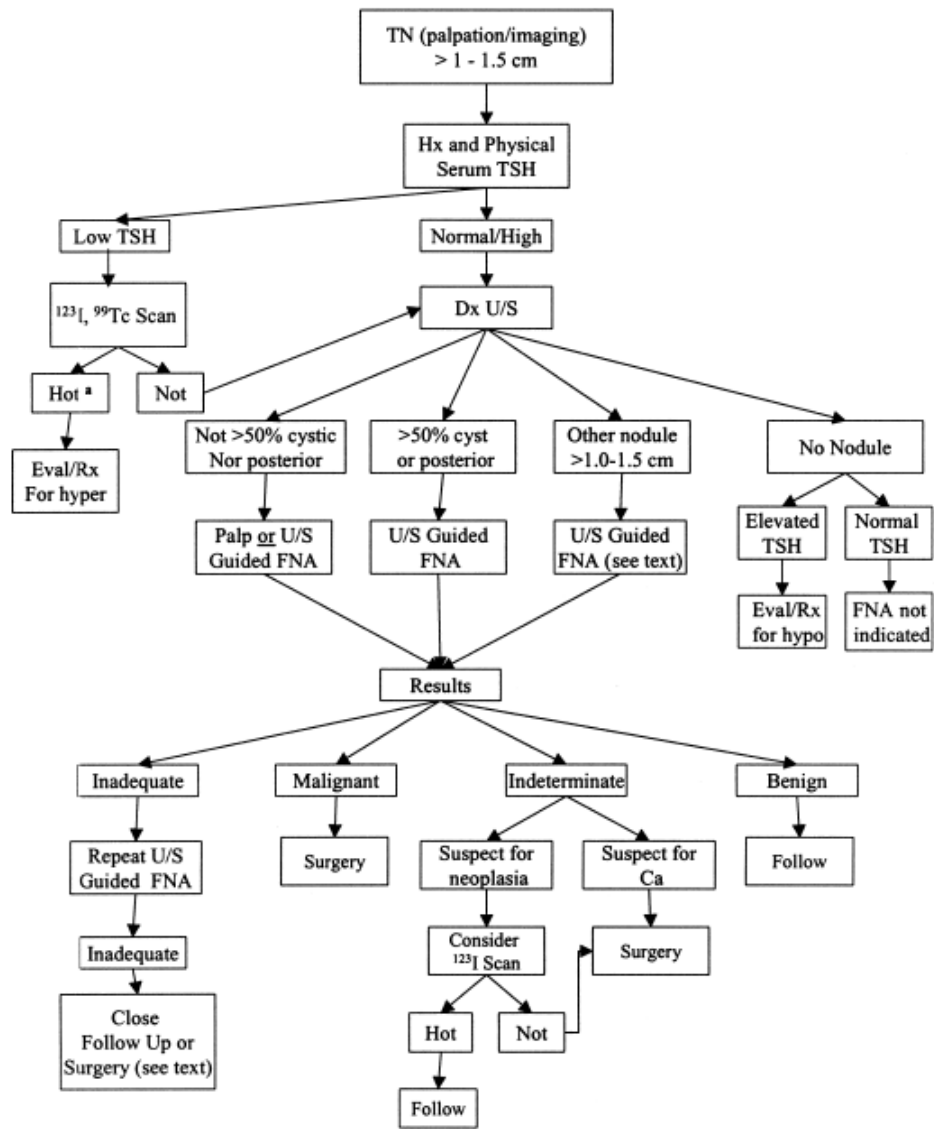 TN (palpation/imaging)
> 1 - 1.5 cm
Hx and Physical
Serum TSH
Low TSH
Normal/High
¹²³I, ⁹⁹Tc Scan
Dx U/S
Hot ª
Not
Not >50% cystic
Nor posterior
>50% cyst
or posterior
Other nodule
>1.0-1.5 cm
No Nodule
Eval/Rx
For hyper
Palp or U/S
Guided FNA
U/S Guided
FNA
U/S Guided
FNA (see text)
Elevated
TSH
Normal
TSH
Eval/Rx
for hypo
FNA not
indicated
Results
Inadequate
Malignant
Indeterminate
Benign
Repeat U/S
Guided FNA
Surgery
Suspect for
neoplasia
Suspect for
Ca
Follow
Inadequate
Consider
¹²³I Scan
Surgery
Close
Follow Up or
Surgery (see text)
Hot
Not
Follow